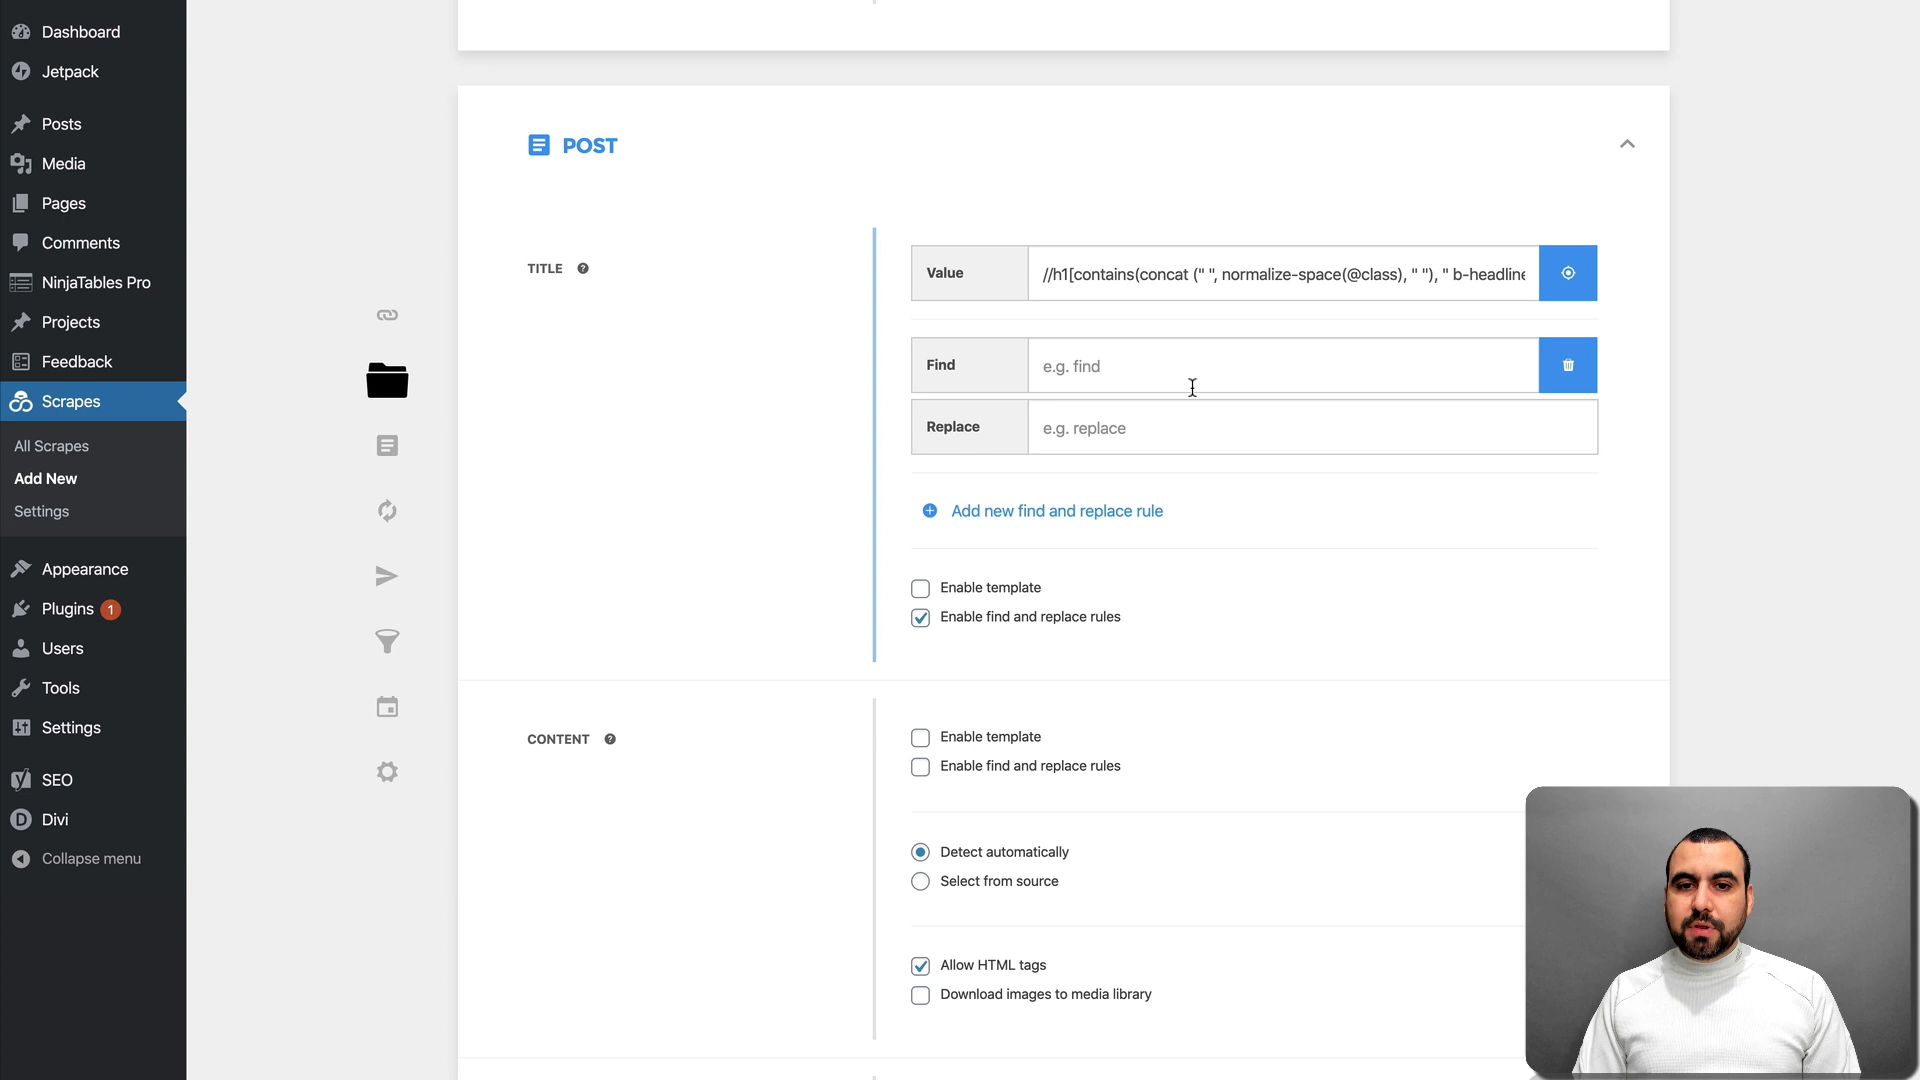 Dashboard
Jetpack
Posts
Media
Pages
Comments
NinjaTables Pro
Projects
Feedback
Scrapes
All Scrapes
Add New
Settings
Appearance
Plugins 1
Users
Tools
Settings
SEO
Divi
Collapse menu
POST
TITLE ?
Value //h1[contains(concat (" ", normalize-space(@class), " "), " b-headline
Find e.g. find
Replace e.g. replace
Add new find and replace rule
Enable template
Enable find and replace rules
CONTENT ?
Enable template
Enable find and replace rules
Detect automatically
Select from source
Allow HTML tags
Download images to media library